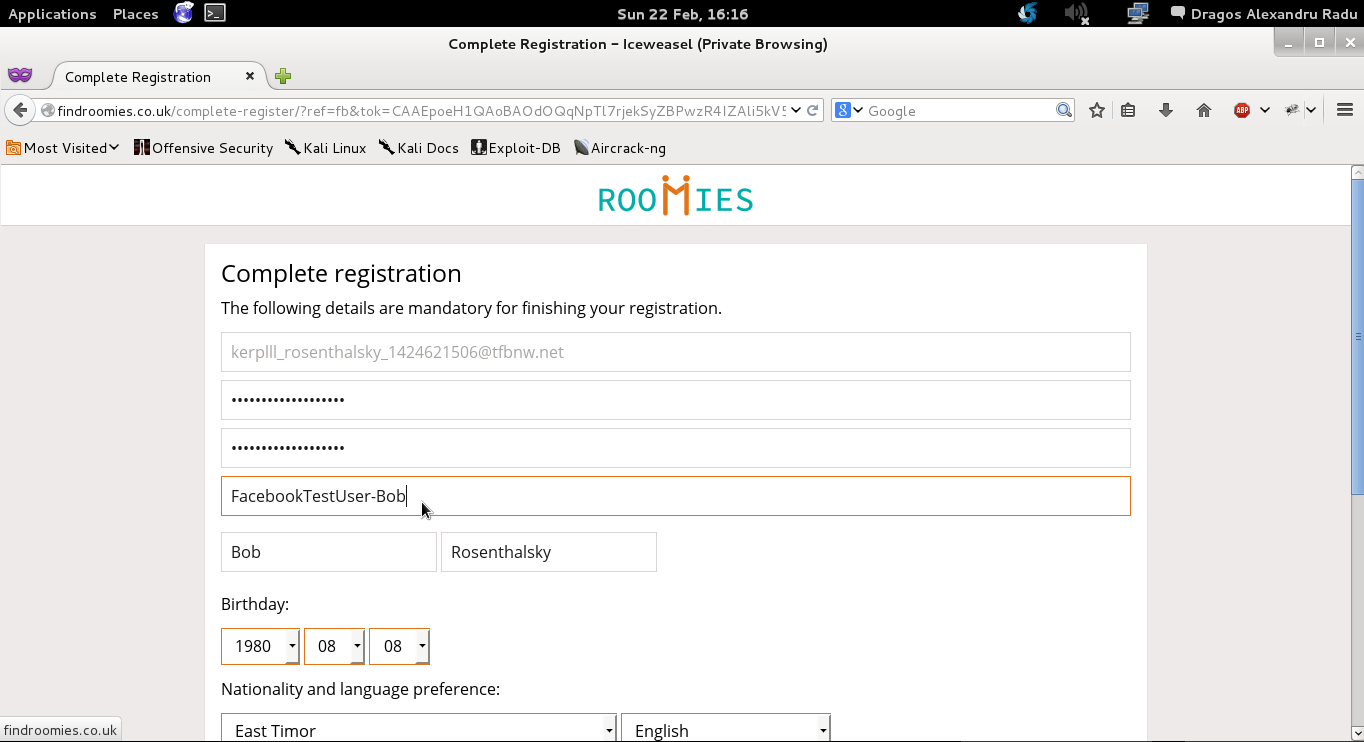 Applications Places Sun 22 Feb, 16:16 Dragos Alexandru Radu
Complete Registration - Iceweasel (Private Browsing)
Complete Registration
findroomies.co.uk/complete-register/?ref=fb&tok= Google
Most Visited Offensive Security Kali Linux Kali Docs Exploit-DB Aircrack-ng
ROOMIES
Complete registration
The following details are mandatory for finishing your registration.
kerplll_rosenthalsky_1424621506@tfbnw.net
•••••••••••••••••••
•••••••••••••••••••
FacebookTestUser-Bob
Bob Rosenthalsky
Birthday:
1980 08 08
Nationality and language preference:
East Timor English
findroomies.co.uk